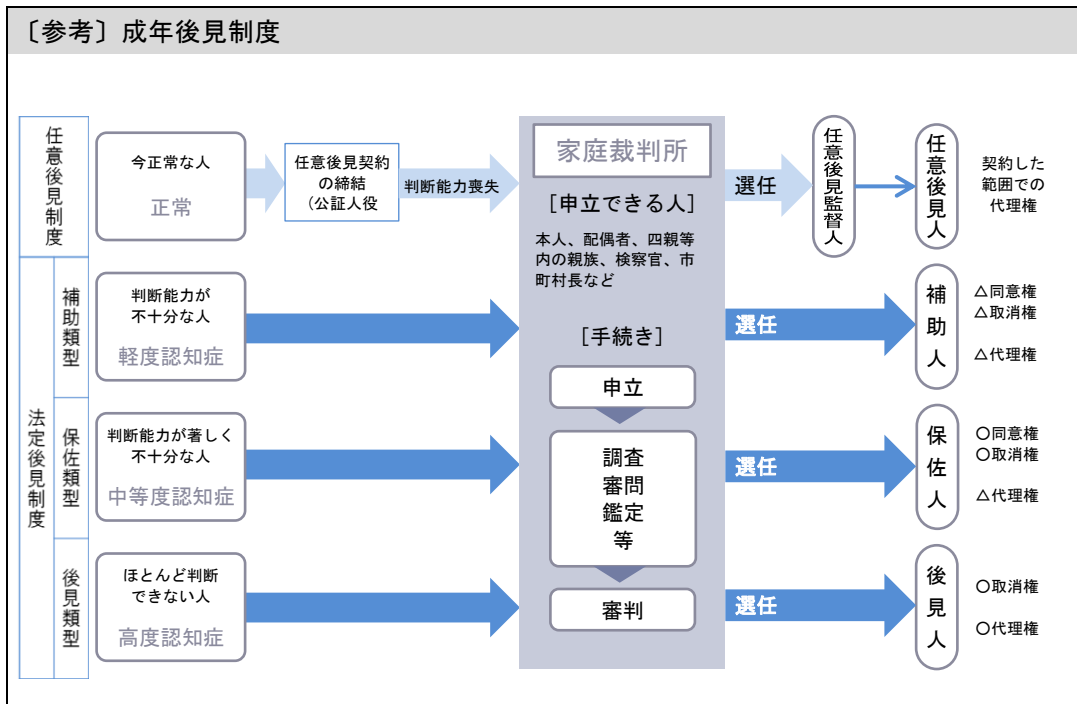 〔参考〕成年後見制度
任意後見制度
今正常な人
正常
任意後見契約
の締結
(公証人役
判断能力喪失
家庭裁判所
[申立できる人]
本人、配偶者、四親等
内の親族、検察官、市
町村長など
[手続き]
申立
調査
審問
鑑定
等
審判
選任
任意後見監督人
任意後見人
契約した
範囲での
代理権
法定後見制度
補助類型
判断能力が
不十分な人
軽度認知症
選任
補助人
△同意権
△取消権
△代理権
保佐類型
判断能力が著しく
不十分な人
中等度認知症
選任
保佐人
〇同意権
〇取消権
△代理権
後見類型
ほとんど判断
できない人
高度認知症
選任
後見人
〇取消権
〇代理権